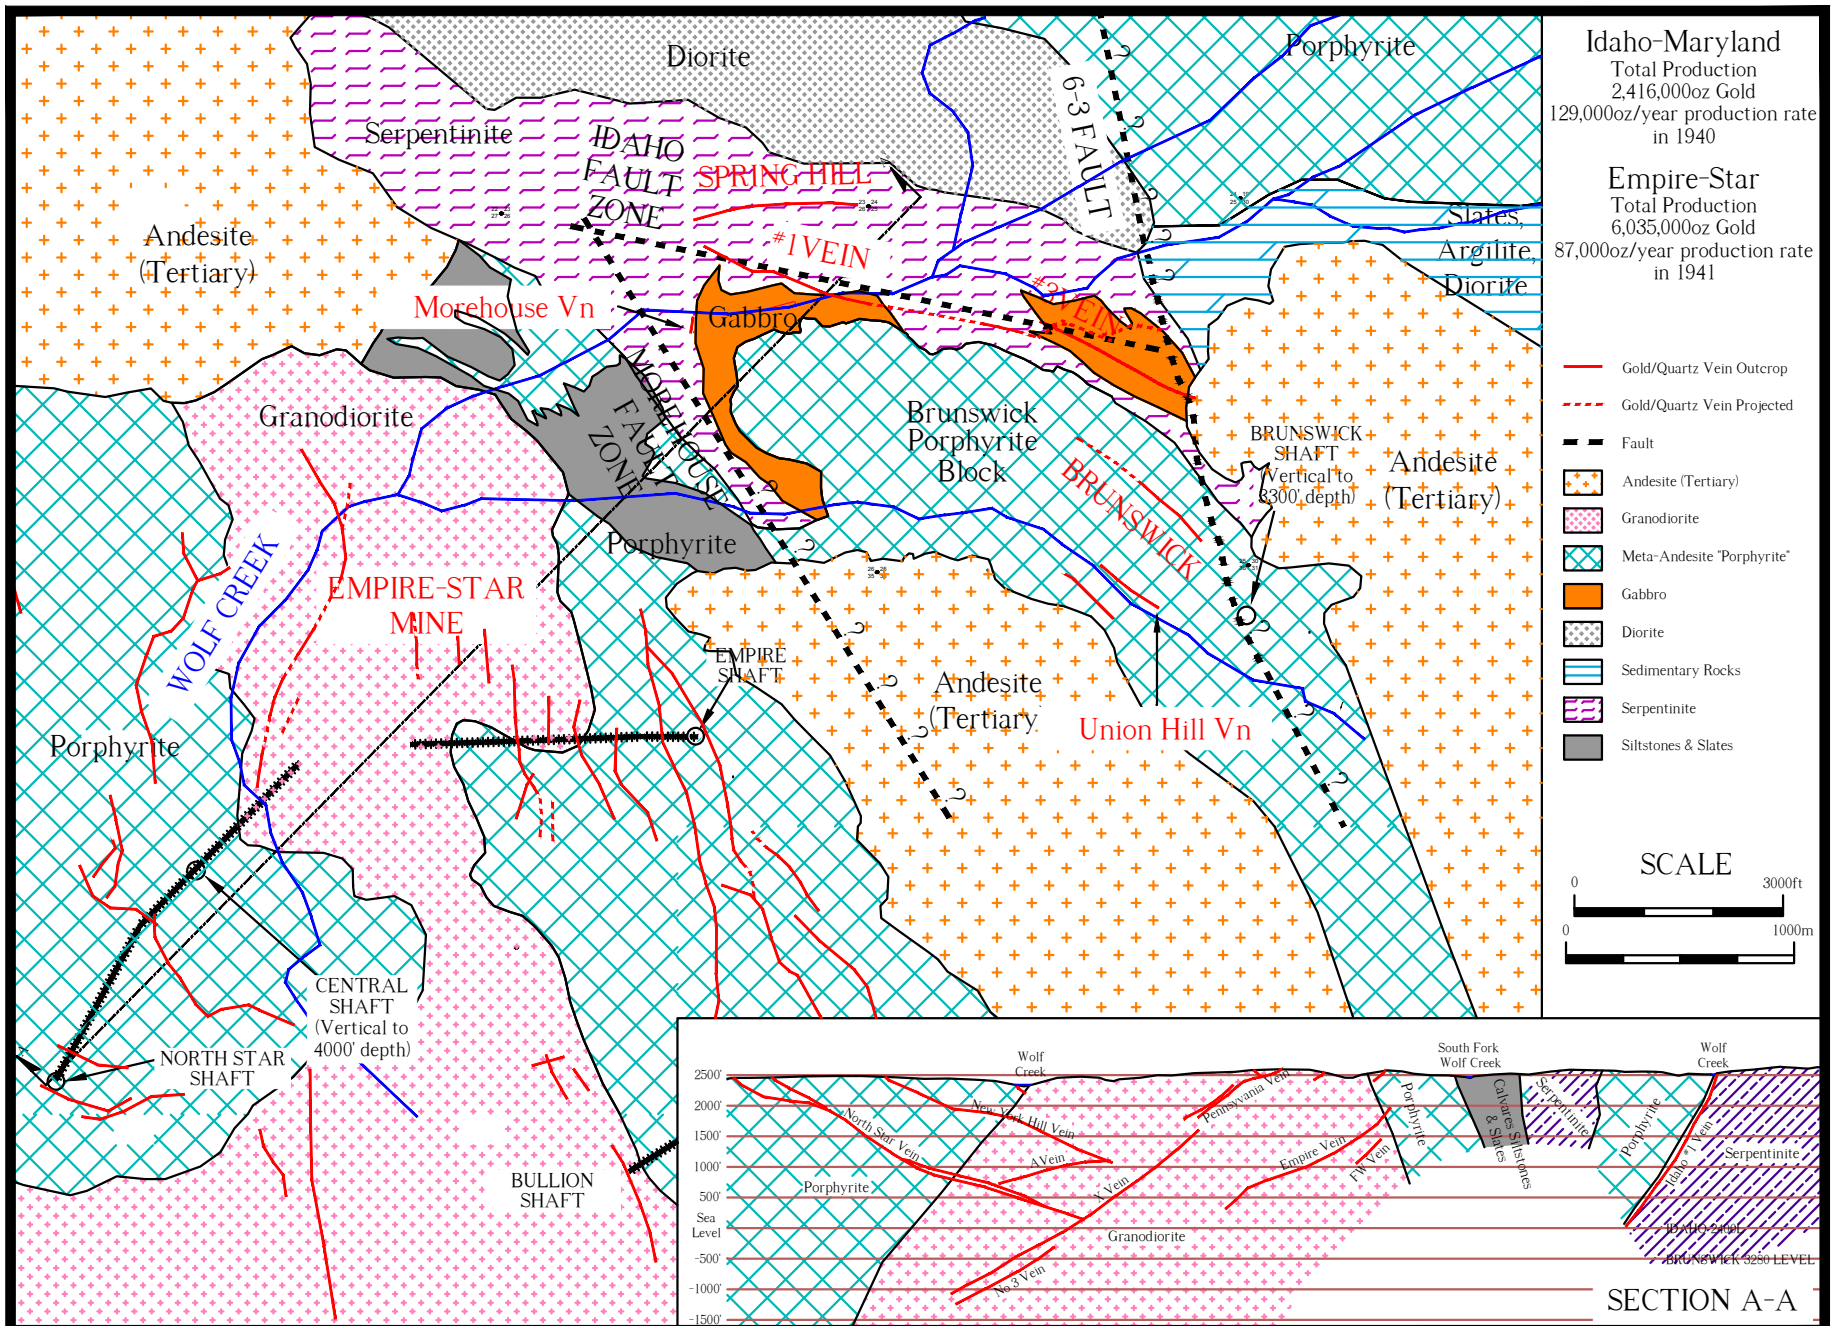 Diorite
Porphyrite
Serpentinite
IDAHO
FAULT
ZONE
SPRING HILL
6-3 FAULT
#1 VEIN
Andesite
(Tertiary)
Slates,
Argilite,
Diorite
Morehouse Vn
Gabbro
MOREHOUSE
FAULT
ZONE
Granodiorite
Brunswick
Porphyrite
Block
BRUNSWICK
SHAFT
(Vertical to
3300' depth)
Andesite
(Tertiary)
BRUNSWICK
Porphyrite
WOLF CREEK
EMPIRE-STAR
MINE
EMPIRE
SHAFT
Andesite
(Tertiary)
Union Hill Vn
Porphyrite
CENTRAL
SHAFT
(Vertical to
4000' depth)
NORTH STAR
SHAFT
BULLION
SHAFT
Idaho-Maryland
Total Production
2,416,000oz Gold
129,000oz/year production rate
in 1940
Empire-Star
Total Production
6,035,000oz Gold
87,000oz/year production rate
in 1941
Gold/Quartz Vein Outcrop
Gold/Quartz Vein Projected
Fault
Andesite (Tertiary)
Granodiorite
Meta-Andesite "Porphyrite"
Gabbro
Diorite
Sedimentary Rocks
Serpentinite
Siltstones & Slates
SCALE
0 3000ft
0 1000m
Wolf
Creek
South Fork
Wolf Creek
Wolf
Creek
2500'
2000'
1500'
1000'
500'
Sea
Level
-500'
-1000'
-1500'
North Star Vein
New York Hill Vein
A Vein
X Vein
No 3 Vein
Pennsylvania Vein
Empire Vein
FW Vein
Porphyrite
Granodiorite
Porphyrite
Calvares Siltstones
& Slates
Serpentinite
Porphyrite
Idaho #1 Vein
Serpentinite
IDAHO 2400L
BRUNSWICK 3280 LEVEL
SECTION A-A